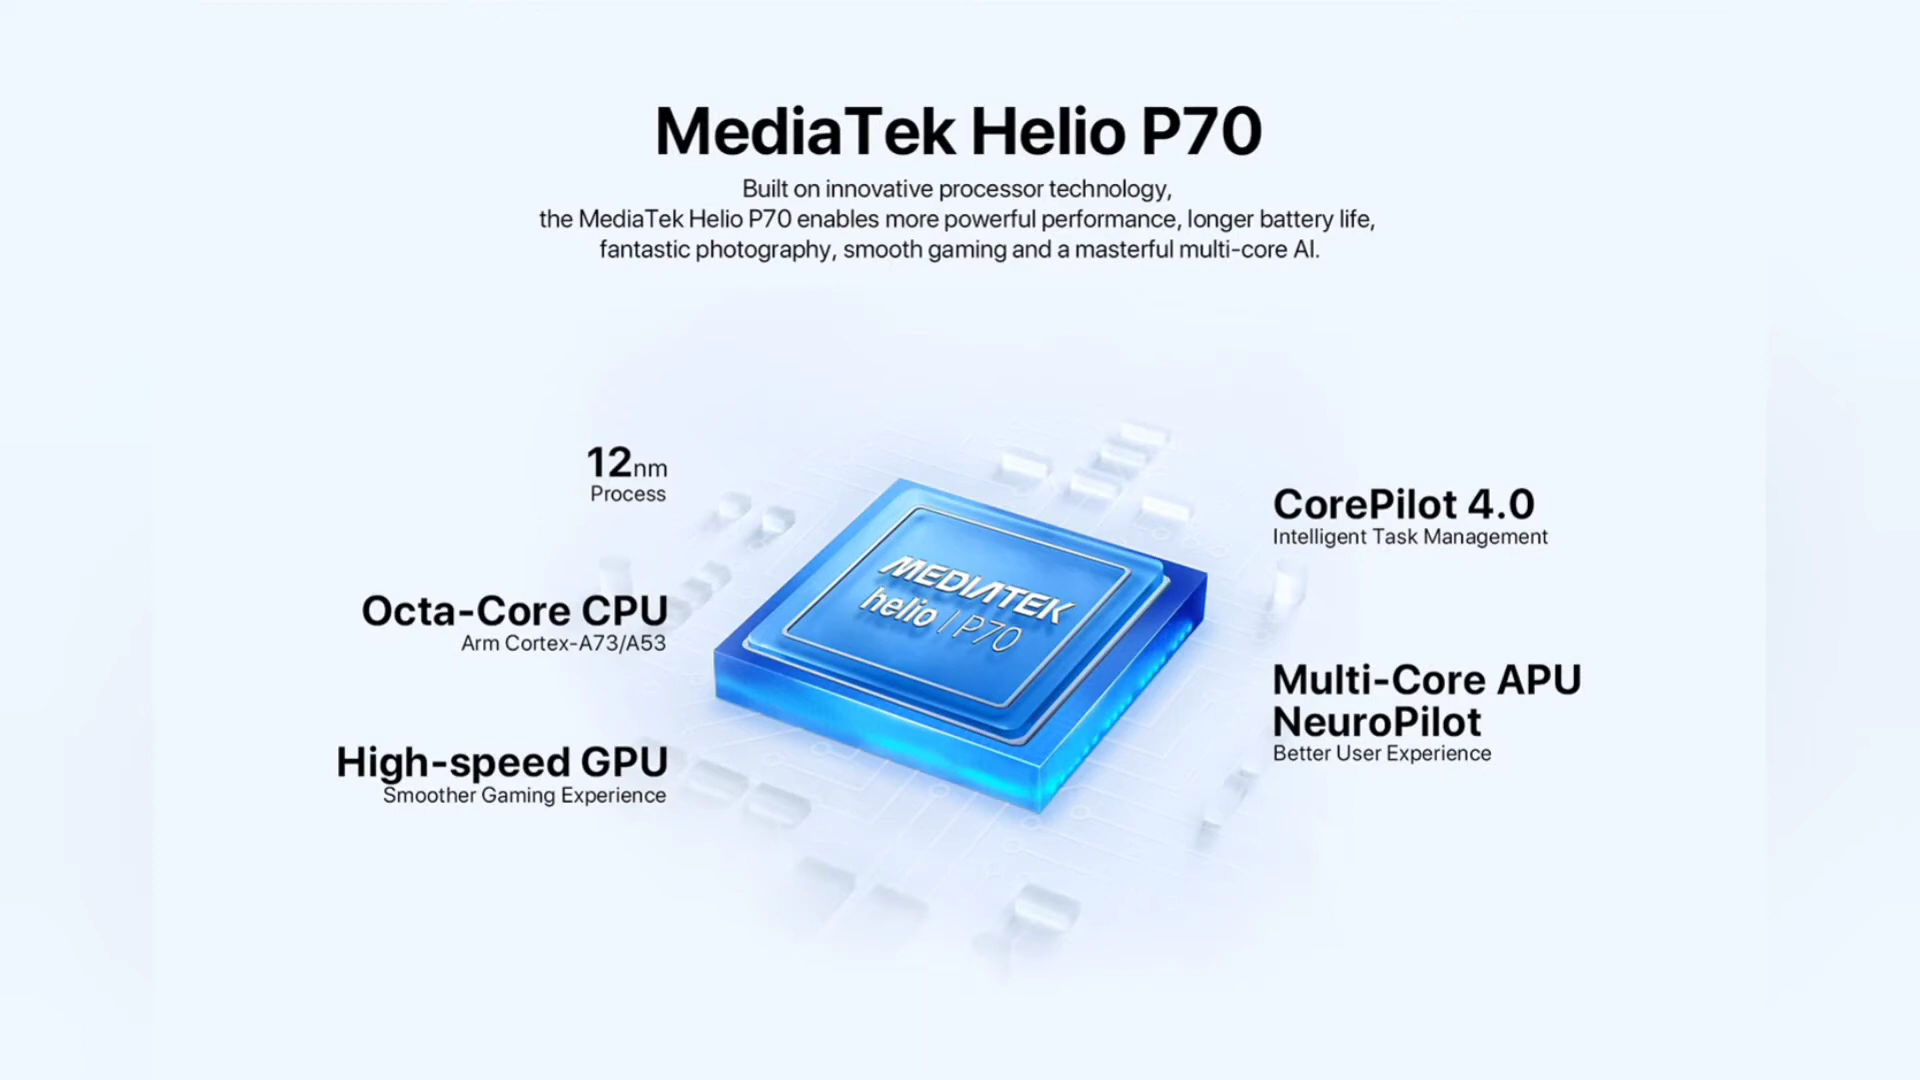 MediaTek Helio P70
Built on innovative processor technology,
the MediaTek Helio P70 enables more powerful performance, longer battery life,
fantastic photography, smooth gaming and a masterful multi-core AI.
12nm
Process
Octa-Core CPU
Arm Cortex-A73/A53
High-speed GPU
Smoother Gaming Experience
MEDIATEK
helio | P70
CorePilot 4.0
Intelligent Task Management
Multi-Core APU
NeuroPilot
Better User Experience